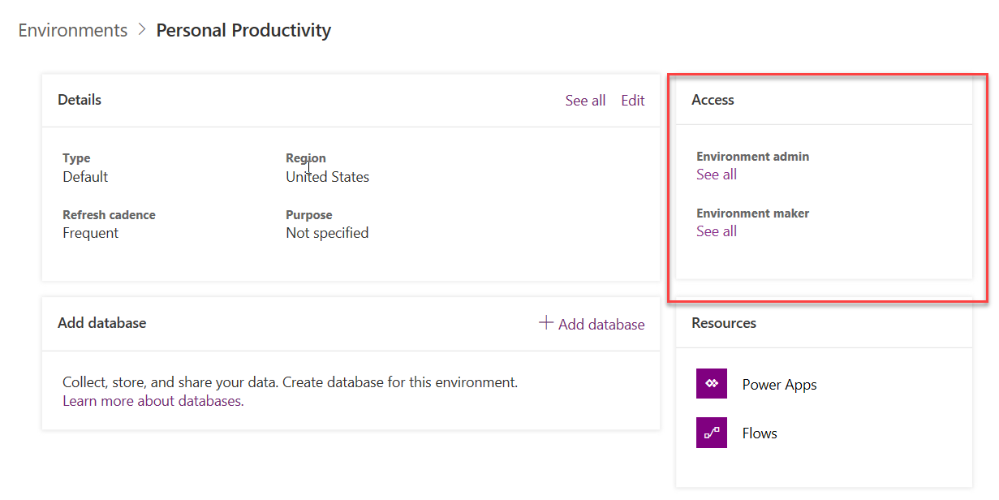 Environments > Personal Productivity
Details
See all Edit
Type
Default
Region
United States
Refresh cadence
Frequent
Purpose
Not specified
Access
Environment admin
See all
Environment maker
See all
Add database
+ Add database
Collect, store, and share your data. Create database for this environment.
Learn more about databases.
Resources
Power Apps
Flows